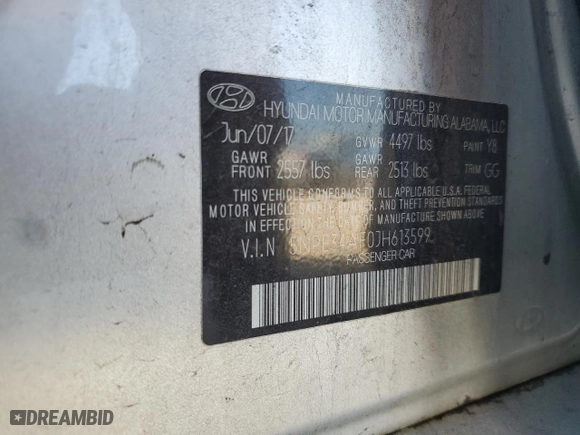 MANUFACTURED BY
HYUNDAI MOTOR MANUFACTURING ALABAMA, LLC
Jun/07/17 GVWR 4497 lbs PAINT Y8
GAWR FRONT 2557 lbs GAWR REAR 2513 lbs TRIM GG
THIS VEHICLE CONFORMS TO ALL APPLICABLE U.S.A. FEDERAL
MOTOR VEHICLE SAFETY, BUMPER, AND THEFT PREVENTION STANDARDS
IN EFFECT ON THE DATE OF MANUFACTURE SHOWN ABOVE.
V.I.N
PASSENGER CAR
DREAMBID